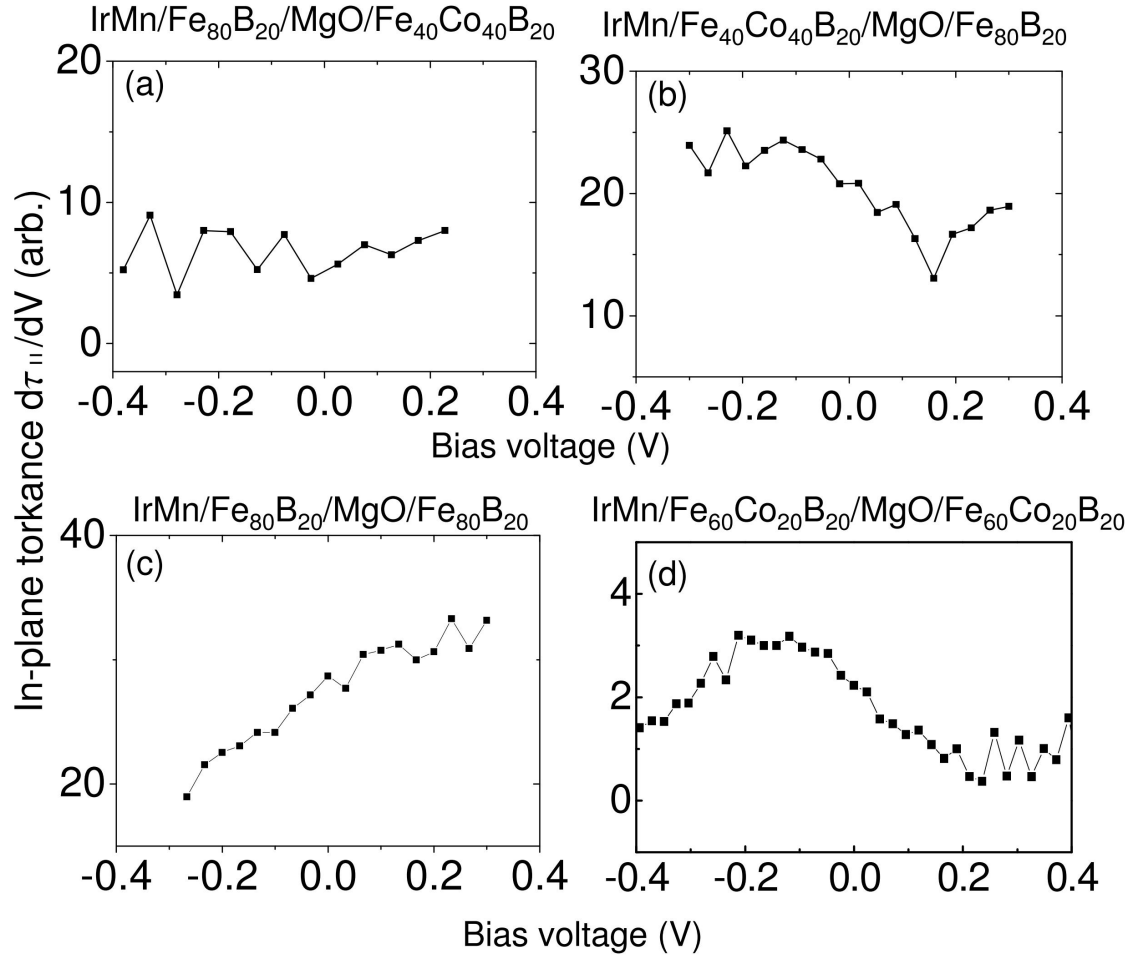 IrMn/Fe₈₀B₂₀/MgO/Fe₄₀Co₄₀B₂₀
(a)
20
10
0
-0.4 -0.2 0.0 0.2 0.4
IrMn/Fe₄₀Co₄₀B₂₀/MgO/Fe₈₀B₂₀
(b)
30
20
10
-0.4 -0.2 0.0 0.2 0.4
Bias voltage (V)
In-plane torkance dτ₁₁/dV (arb.)
IrMn/Fe₈₀B₂₀/MgO/Fe₈₀B₂₀
(c)
40
20
-0.4 -0.2 0.0 0.2 0.4
IrMn/Fe₆₀Co₂₀B₂₀/MgO/Fe₆₀Co₂₀B₂₀
(d)
4
2
0
-0.4 -0.2 0.0 0.2 0.4
Bias voltage (V)